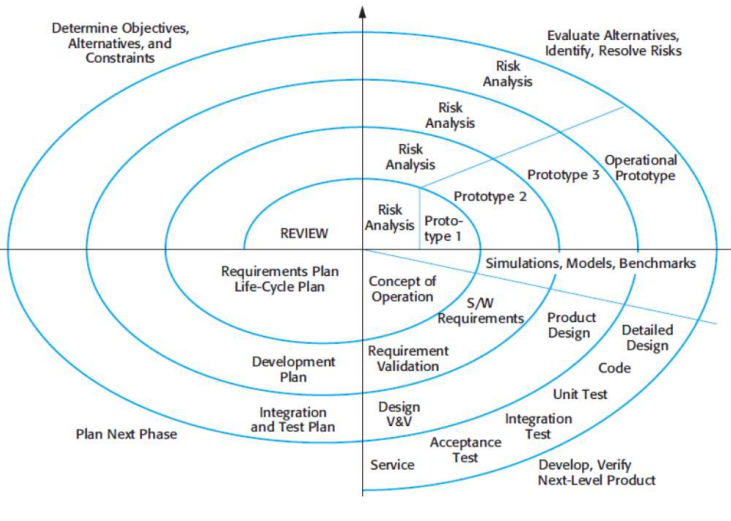 Determine Objectives,
Alternatives, and
Constraints
Evaluate Alternatives,
Identify, Resolve Risks
Risk
Analysis
Risk
Analysis
Risk
Analysis
Risk
Analysis
Operational
Prototype
Prototype 3
Prototype 2
Proto-
type 1
REVIEW
Requirements Plan
Life-Cycle Plan
Concept of
Operation
Simulations, Models, Benchmarks
S/W
Requirements
Product
Design
Detailed
Design
Development
Plan
Requirement
Validation
Code
Unit Test
Integration
and Test Plan
Design
V&V
Integration
Test
Acceptance
Test
Service
Plan Next Phase
Develop, Verify
Next-Level Product